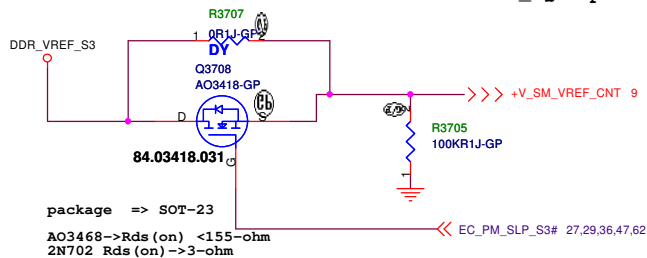 R3707
1 0R1J-GP 2
DY
DDR_VREF_S3
Q3708
AO3418-GP
D S
G
84.03418.031
+V_SM_VREF_CNT 9
R3705
100KR1J-GP
1
package => SOT-23
EC_PM_SLP_S3# 27,29,36,47,62
AO3468->Rds(on) <155-ohm
2N702 Rds(on)->3-ohm